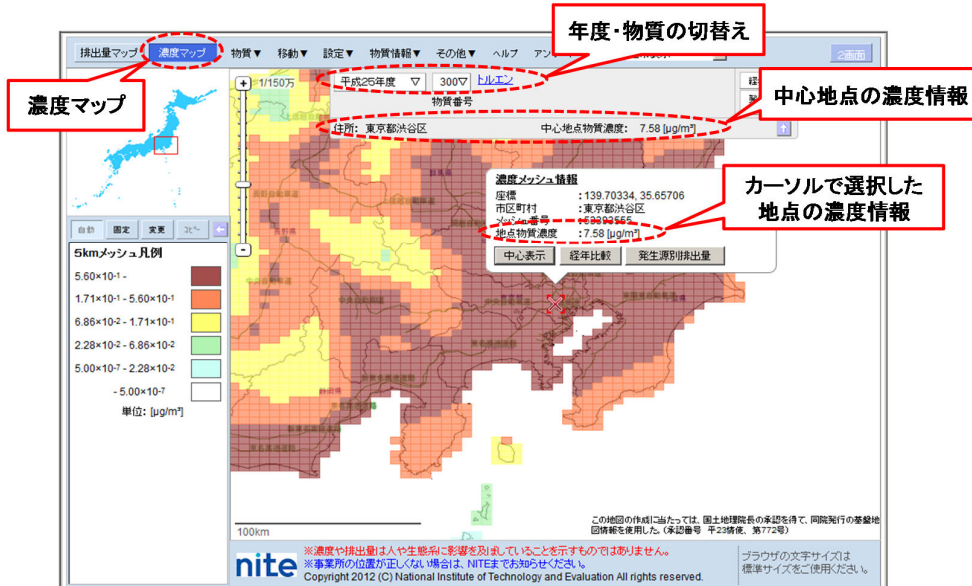 年度・物質の切替え
排出量マップ 濃度マップ 物質▼ 移動▼ 設定▼ 物質情報▼ その他▼ ヘルプ 2画面
濃度マップ
1/150万 平成25年度 ▽ 300▽ トルエン
物質番号
中心地点の濃度情報
住所: 東京都渋谷区 中心地点物質濃度: 7.58 [μg/m³]
濃度メッシュ情報
座標 :139.70334, 35.65706
市区町村 :東京都渋谷区
メッシュ番号 :53393555
地点物質濃度 :7.58 [μg/m³]
中心表示 経年比較 発生源別排出量
カーソルで選択した
地点の濃度情報
自動 固定 変更 コピー
5kmメッシュ凡例
5.60×10-1 -
1.71×10-1 - 5.60×10-1
6.86×10-2 - 1.71×10-1
2.28×10-2 - 6.86×10-2
5.00×10-7 - 2.28×10-2
- 5.00×10-7
単位: [μg/m³]
100km
この地図の作成に当たっては、国土地理院長の承認を得て、同院発行の基盤地
図情報を使用した。(承認番号 平23情使、第772号)
nite
※濃度や排出量は人や生態系に影響を及ぼしていることを示すものではありません。
※事業所の位置が正しくない場合は、NITEまでお知らせください。
Copyright 2012 (C) National Institute of Technology and Evaluation All rights reserved.
ブラウザの文字サイズは
標準サイズをご使用ください。